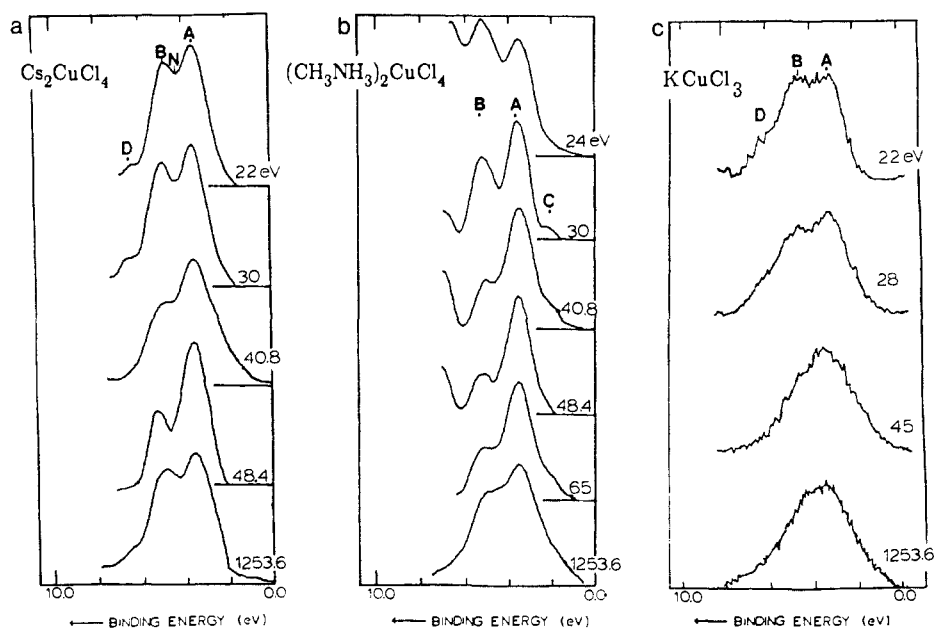 a
Cs₂CuCl₄
A
B
N
D
22 eV
30
40.8
48.4
1253.6
10.0
0.0
← BINDING ENERGY (eV)
b
(CH₃NH₃)₂CuCl₄
B
A
24 eV
C
30
40.8
48.4
65
1253.6
10.0
0.0
← BINDING ENERGY (eV)
c
KCuCl₃
B
A
D
22 eV
28
45
1253.6
10.0
0.0
← BINDING ENERGY (eV)